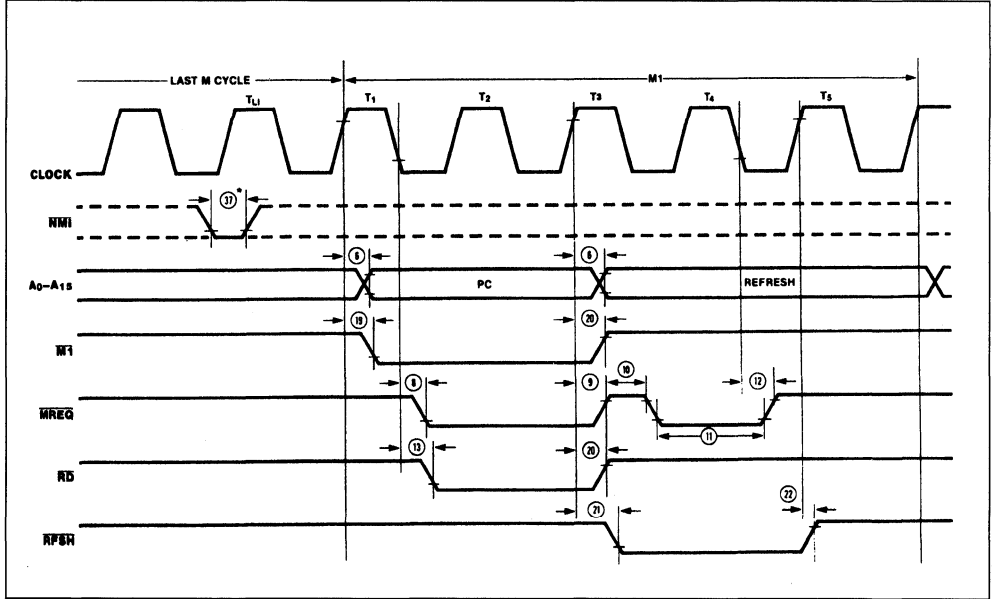 LAST M CYCLE M1
TLI T1 T2 T3 T4 T5
CLOCK
37*
NMI
6 6
A0–A15 PC REFRESH
19 20
M1
8 9 10 12
MREQ
11
13 20
RD
22
21
RFSH